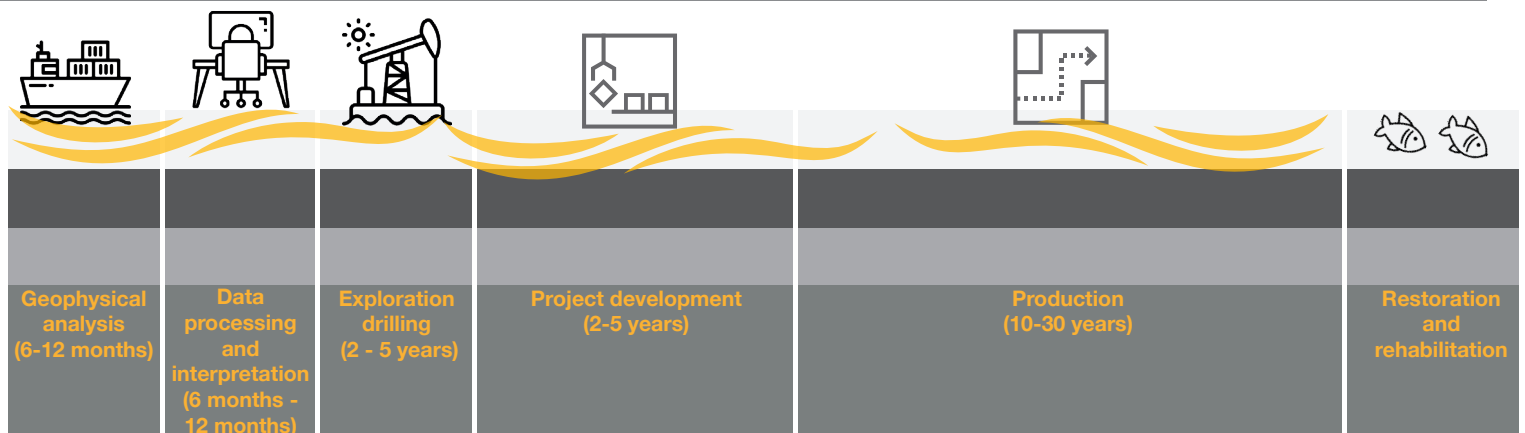 Geophysical
analysis
(6-12 months)
Data
processing
and
interpretation
(6 months -
12 months)
Exploration
drilling
(2 - 5 years)
Project development
(2-5 years)
Production
(10-30 years)
Restoration
and
rehabilitation